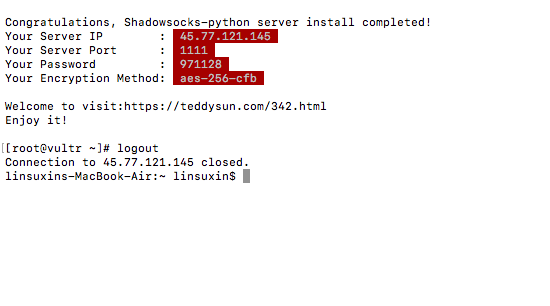 Congratulations, Shadowsocks-python server install completed!
Your Server IP        :  45.77.121.145
Your Server Port      :  1111
Your Password         :  971128
Your Encryption Method:  aes-256-cfb
Welcome to visit:https://teddysun.com/342.html
Enjoy it!
[[root@vultr ~]# logout
Connection to 45.77.121.145 closed.
linsuxins-MacBook-Air:~ linsuxin$